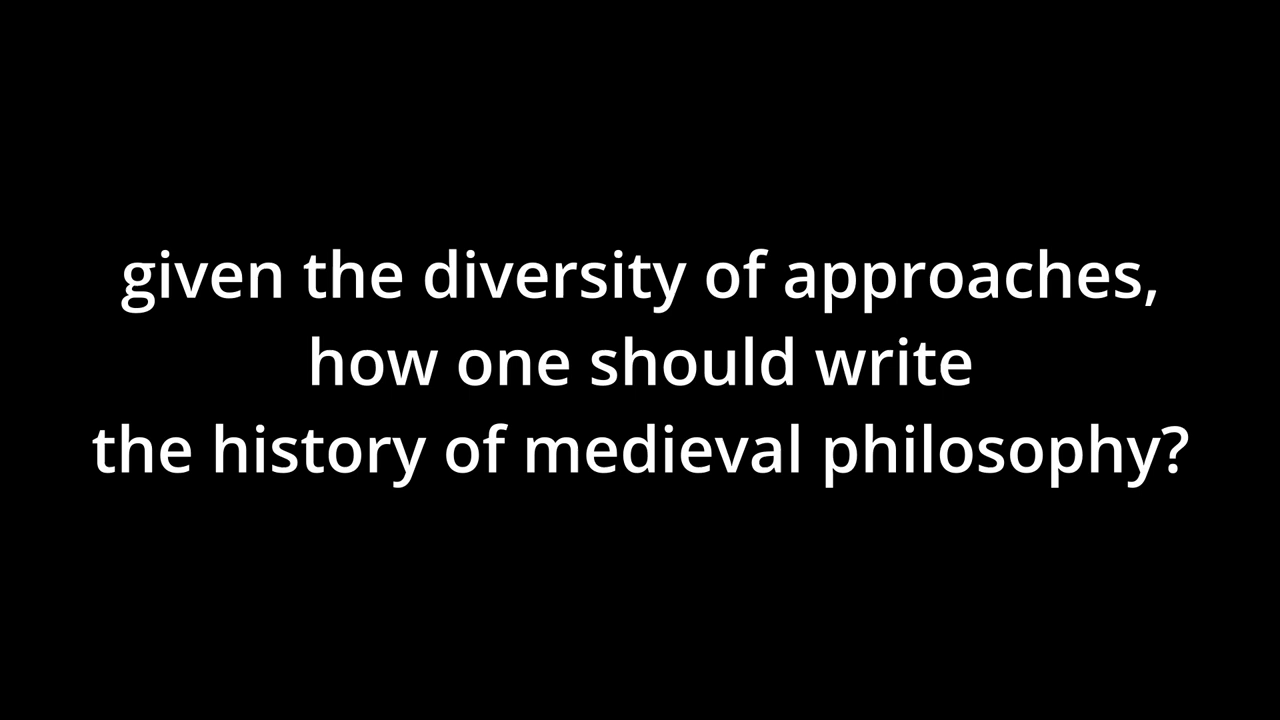 given the diversity of approaches,
how one should write
the history of medieval philosophy?